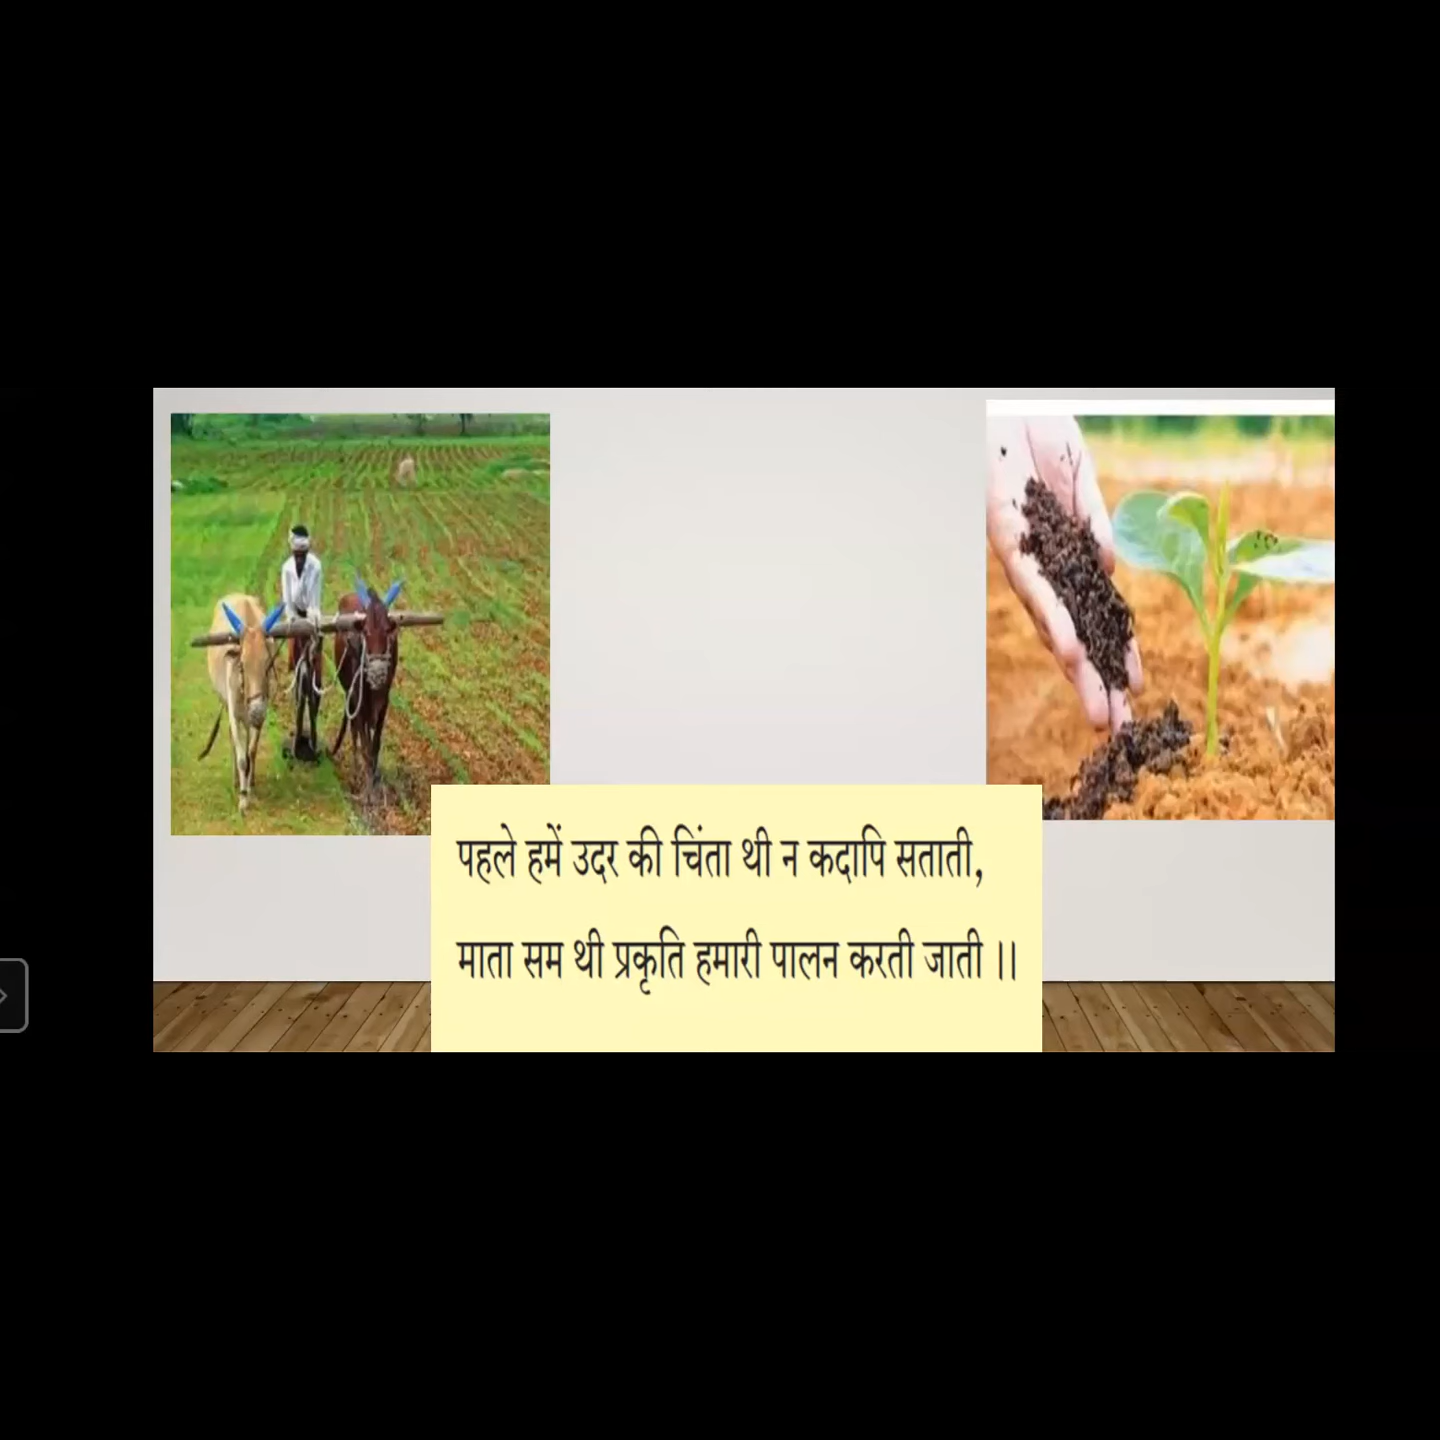 पहले हमें उदर की चिंता थी न कदापि सताती,
माता सम थी प्रकृति हमारी पालन करती जाती ।।